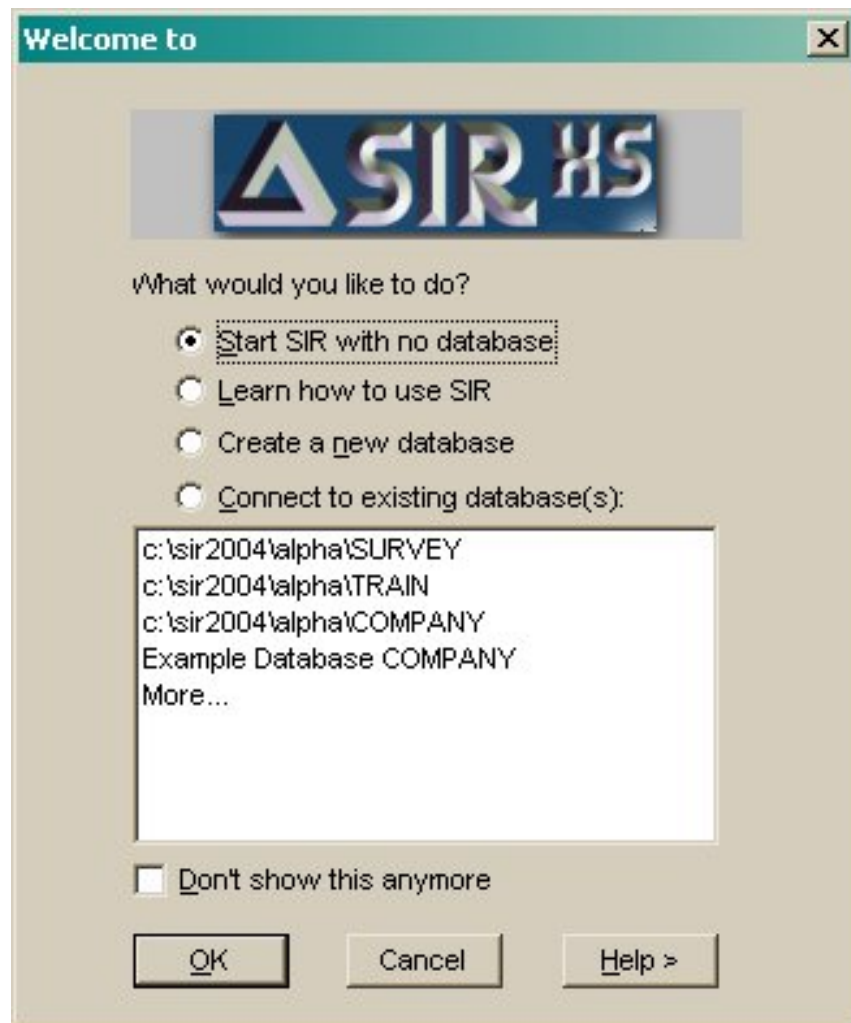 Welcome to
SIR XS
What would you like to do?
Start SIR with no database
Learn how to use SIR
Create a new database
Connect to existing database(s):
c:\sir2004\alpha\SURVEY
c:\sir2004\alpha\TRAIN
c:\sir2004\alpha\COMPANY
Example Database COMPANY
More...
Don't show this anymore
OK Cancel Help >